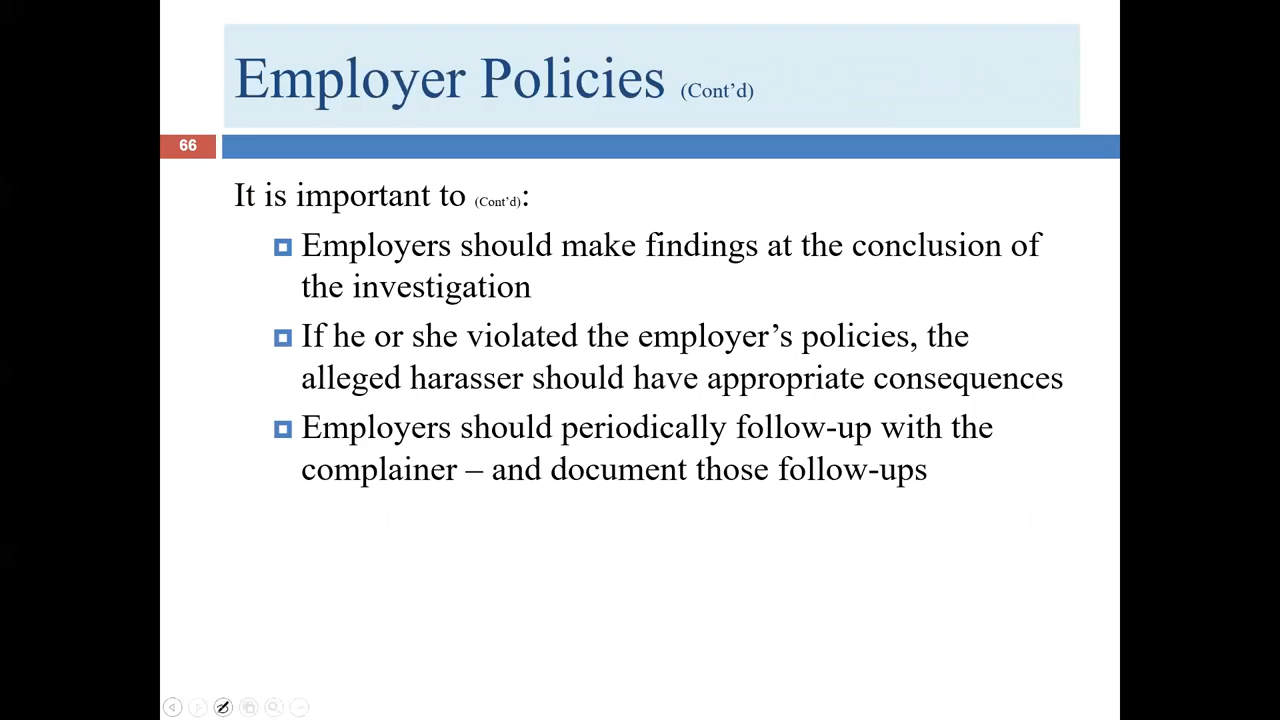 Employer Policies (Cont’d)
66
It is important to (Cont’d):
Employers should make findings at the conclusion of
the investigation
If he or she violated the employer’s policies, the
alleged harasser should have appropriate consequences
Employers should periodically follow-up with the
complainer – and document those follow-ups